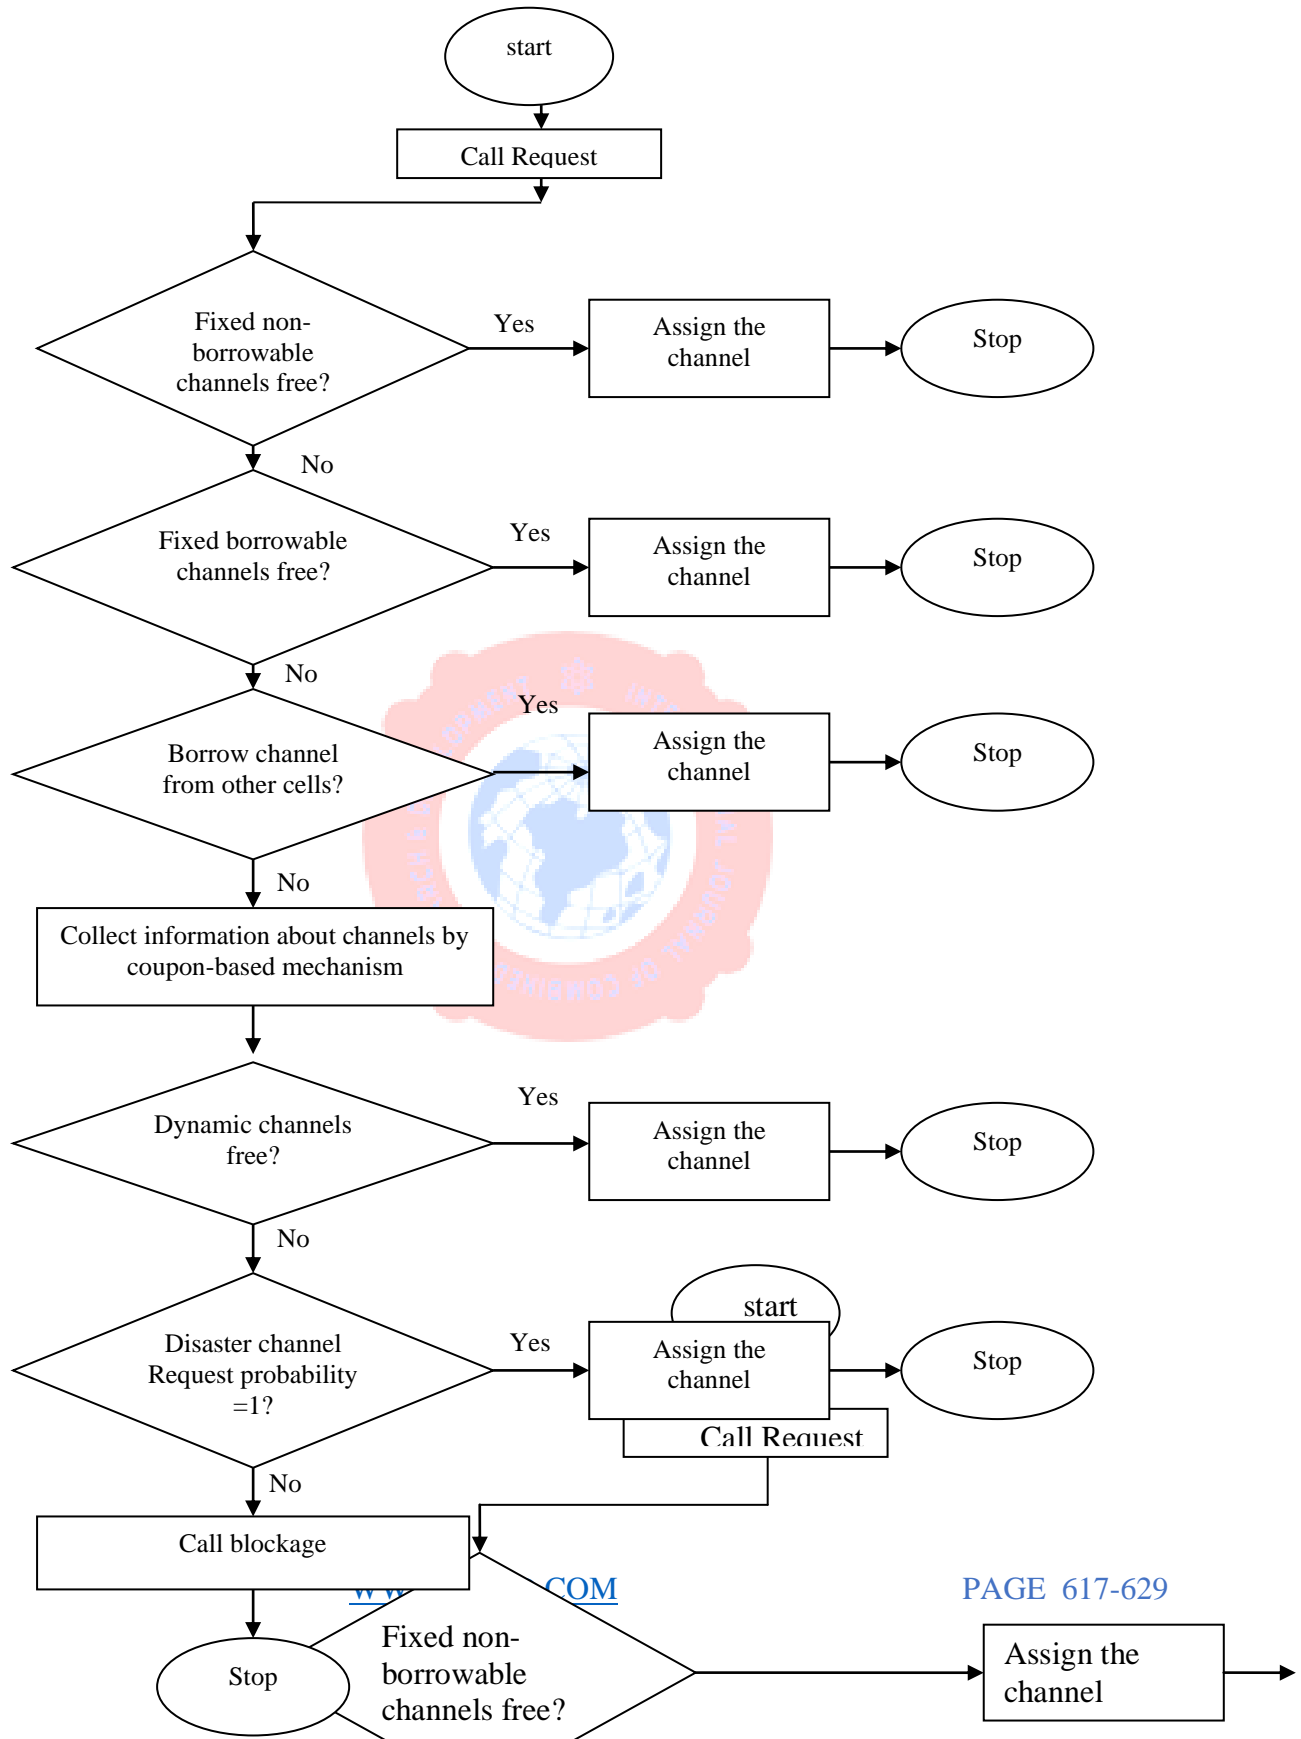 start
Call Request
Fixed non-
borrowable
channels free?
Yes
Assign the
channel
Stop
No
Fixed borrowable
channels free?
Yes
Assign the
channel
Stop
No
Borrow channel
from other cells?
Yes
Assign the
channel
Stop
No
Collect information about channels by
coupon-based mechanism
Dynamic channels
free?
Yes
Assign the
channel
Stop
No
Disaster channel
Request probability
=1?
Yes
start
Assign the
channel
Stop
Call Request
No
Call blockage
COM
PAGE 617-629
Stop
Fixed non-
borrowable
channels free?
Assign the
channel